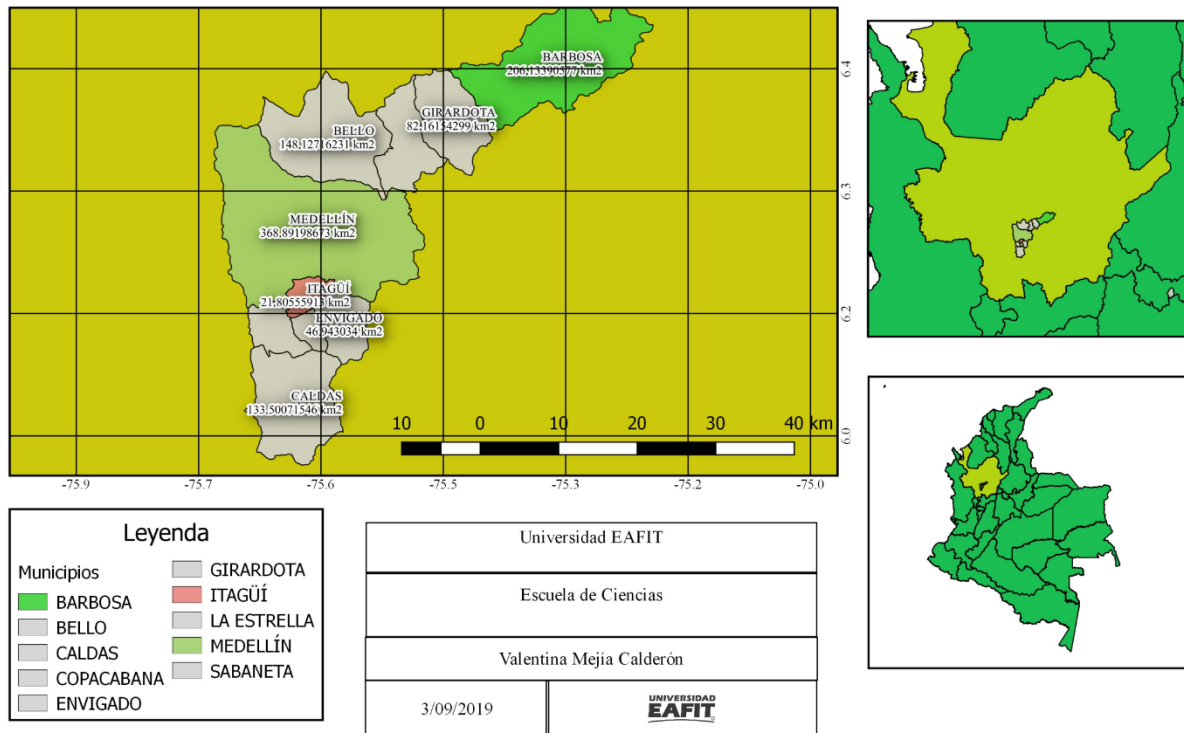 BARBOSA
206,13390577 km2
GIRARDOTA
82,16154299 km2
BELLO
148,12716231 km2
MEDELLÍN
368,89198673 km2
ITAGÜÍ
21,80555913 km2
ENVIGADO
46,943034 km2
CALDAS
133,50071546 km2
10 0 10 20 30 40 km
6.4
6.3
6.2
6.0
-75.9 -75.7 -75.6 -75.5 -75.3 -75.2 -75.0
Leyenda
Municipios
BARBOSA
BELLO
CALDAS
COPACABANA
ENVIGADO
GIRARDOTA
ITAGÜÍ
LA ESTRELLA
MEDELLÍN
SABANETA
Universidad EAFIT
Escuela de Ciencias
Valentina Mejía Calderón
3/09/2019
UNIVERSIDAD
EAFIT